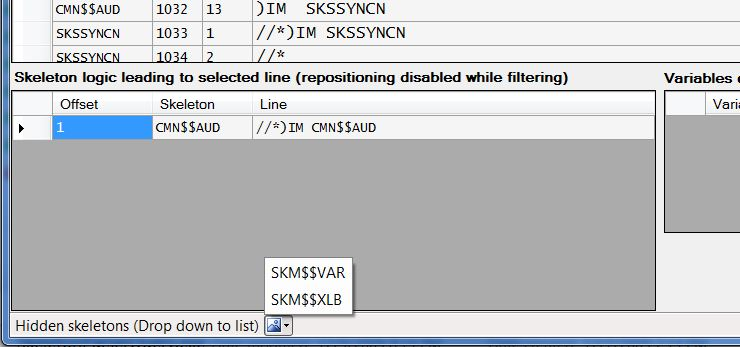 CMN$$AUD 1032 13 )IM  SKSSYNCN
SKSSYNCN 1033 1 //*)IM SKSSYNCN
SKSSYNCN 1034 2 //*
Skeleton logic leading to selected line (repositioning disabled while filtering)
Variables
Offset Skeleton Line
Varia
1 CMN$$AUD //*)IM CMN$$AUD
SKM$$VAR
SKM$$XLB
Hidden skeletons (Drop down to list)